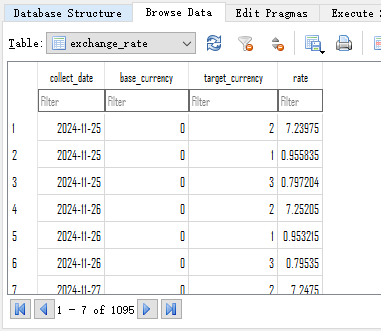 Database Structure Browse Data Edit Pragmas Execute S
Table: exchange_rate
collect_date base_currency target_currency rate
Filter Filter Filter Filter
1 2024-11-25 0 2 7.23975
2 2024-11-25 0 1 0.955835
3 2024-11-25 0 3 0.797204
4 2024-11-26 0 2 7.25205
5 2024-11-26 0 1 0.953215
6 2024-11-26 0 3 0.79535
7 2024-11-27 0 2 7.2475
1 - 7 of 1095